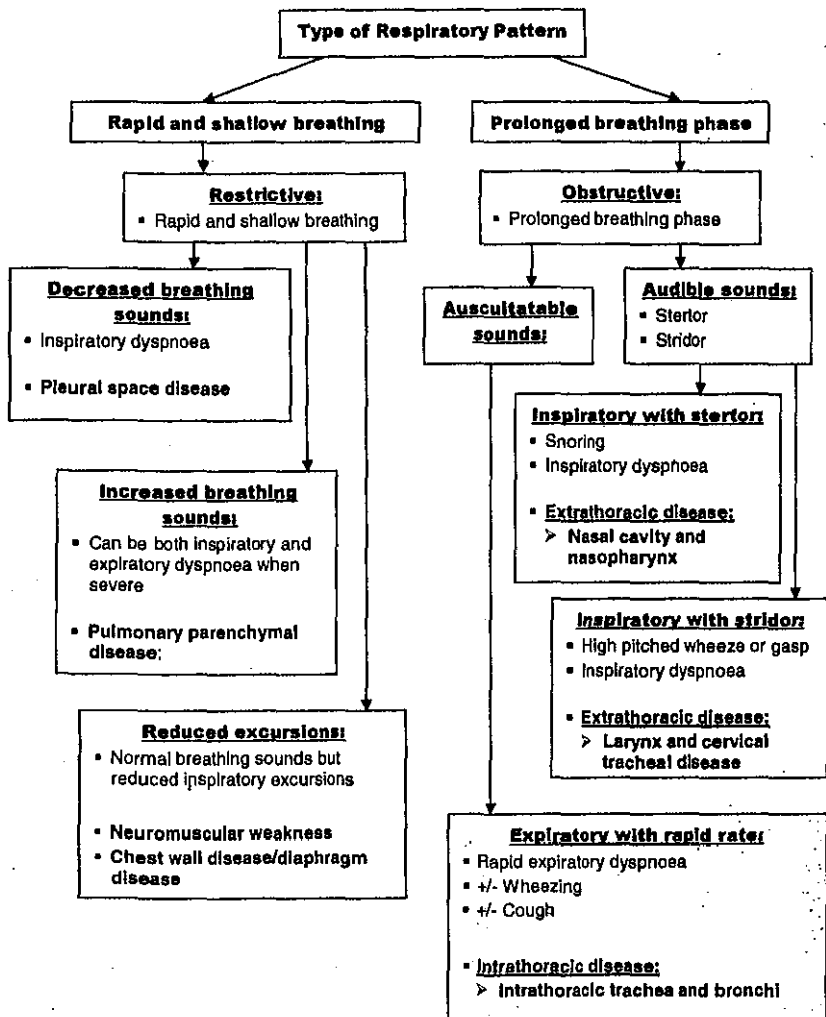 Type of Respiratory Pattern
Rapid and shallow breathing
Prolonged breathing phase
Restrictive:
▪ Rapid and shallow breathing
Obstructive:
▪ Prolonged breathing phase
Decreased breathing
sounds:
▪ Inspiratory dyspnoea
▪ Pleural space disease
Auscultatable
sounds:
Audible sounds:
▪ Stertor
▪ Stridor
Inspiratory with stertor:
▪ Snoring
▪ Inspiratory dyspnoea
▪ Extrathoracic disease:
➢ Nasal cavity and
nasopharynx
Increased breathing
sounds:
▪ Can be both inspiratory and
expiratory dyspnoea when
severe
▪ Pulmonary parenchymal
disease:
Inspiratory with stridor:
▪ High pitched wheeze or gasp
▪ Inspiratory dyspnoea
▪ Extrathoracic disease:
➢ Larynx and cervical
tracheal disease
Reduced excursions:
▪ Normal breathing sounds but
reduced inspiratory excursions
▪ Neuromuscular weakness
▪ Chest wall disease/diaphragm
disease
Expiratory with rapid rate:
▪ Rapid expiratory dyspnoea
▪ +/- Wheezing
▪ +/- Cough
▪ Intrathoracic disease:
➢ Intrathoracic trachea and bronchi